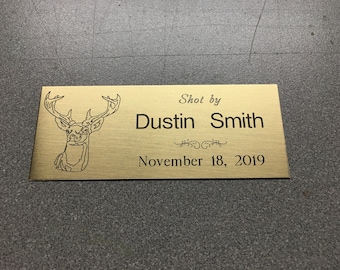 Shot by
Dustin Smith
November 18, 2019